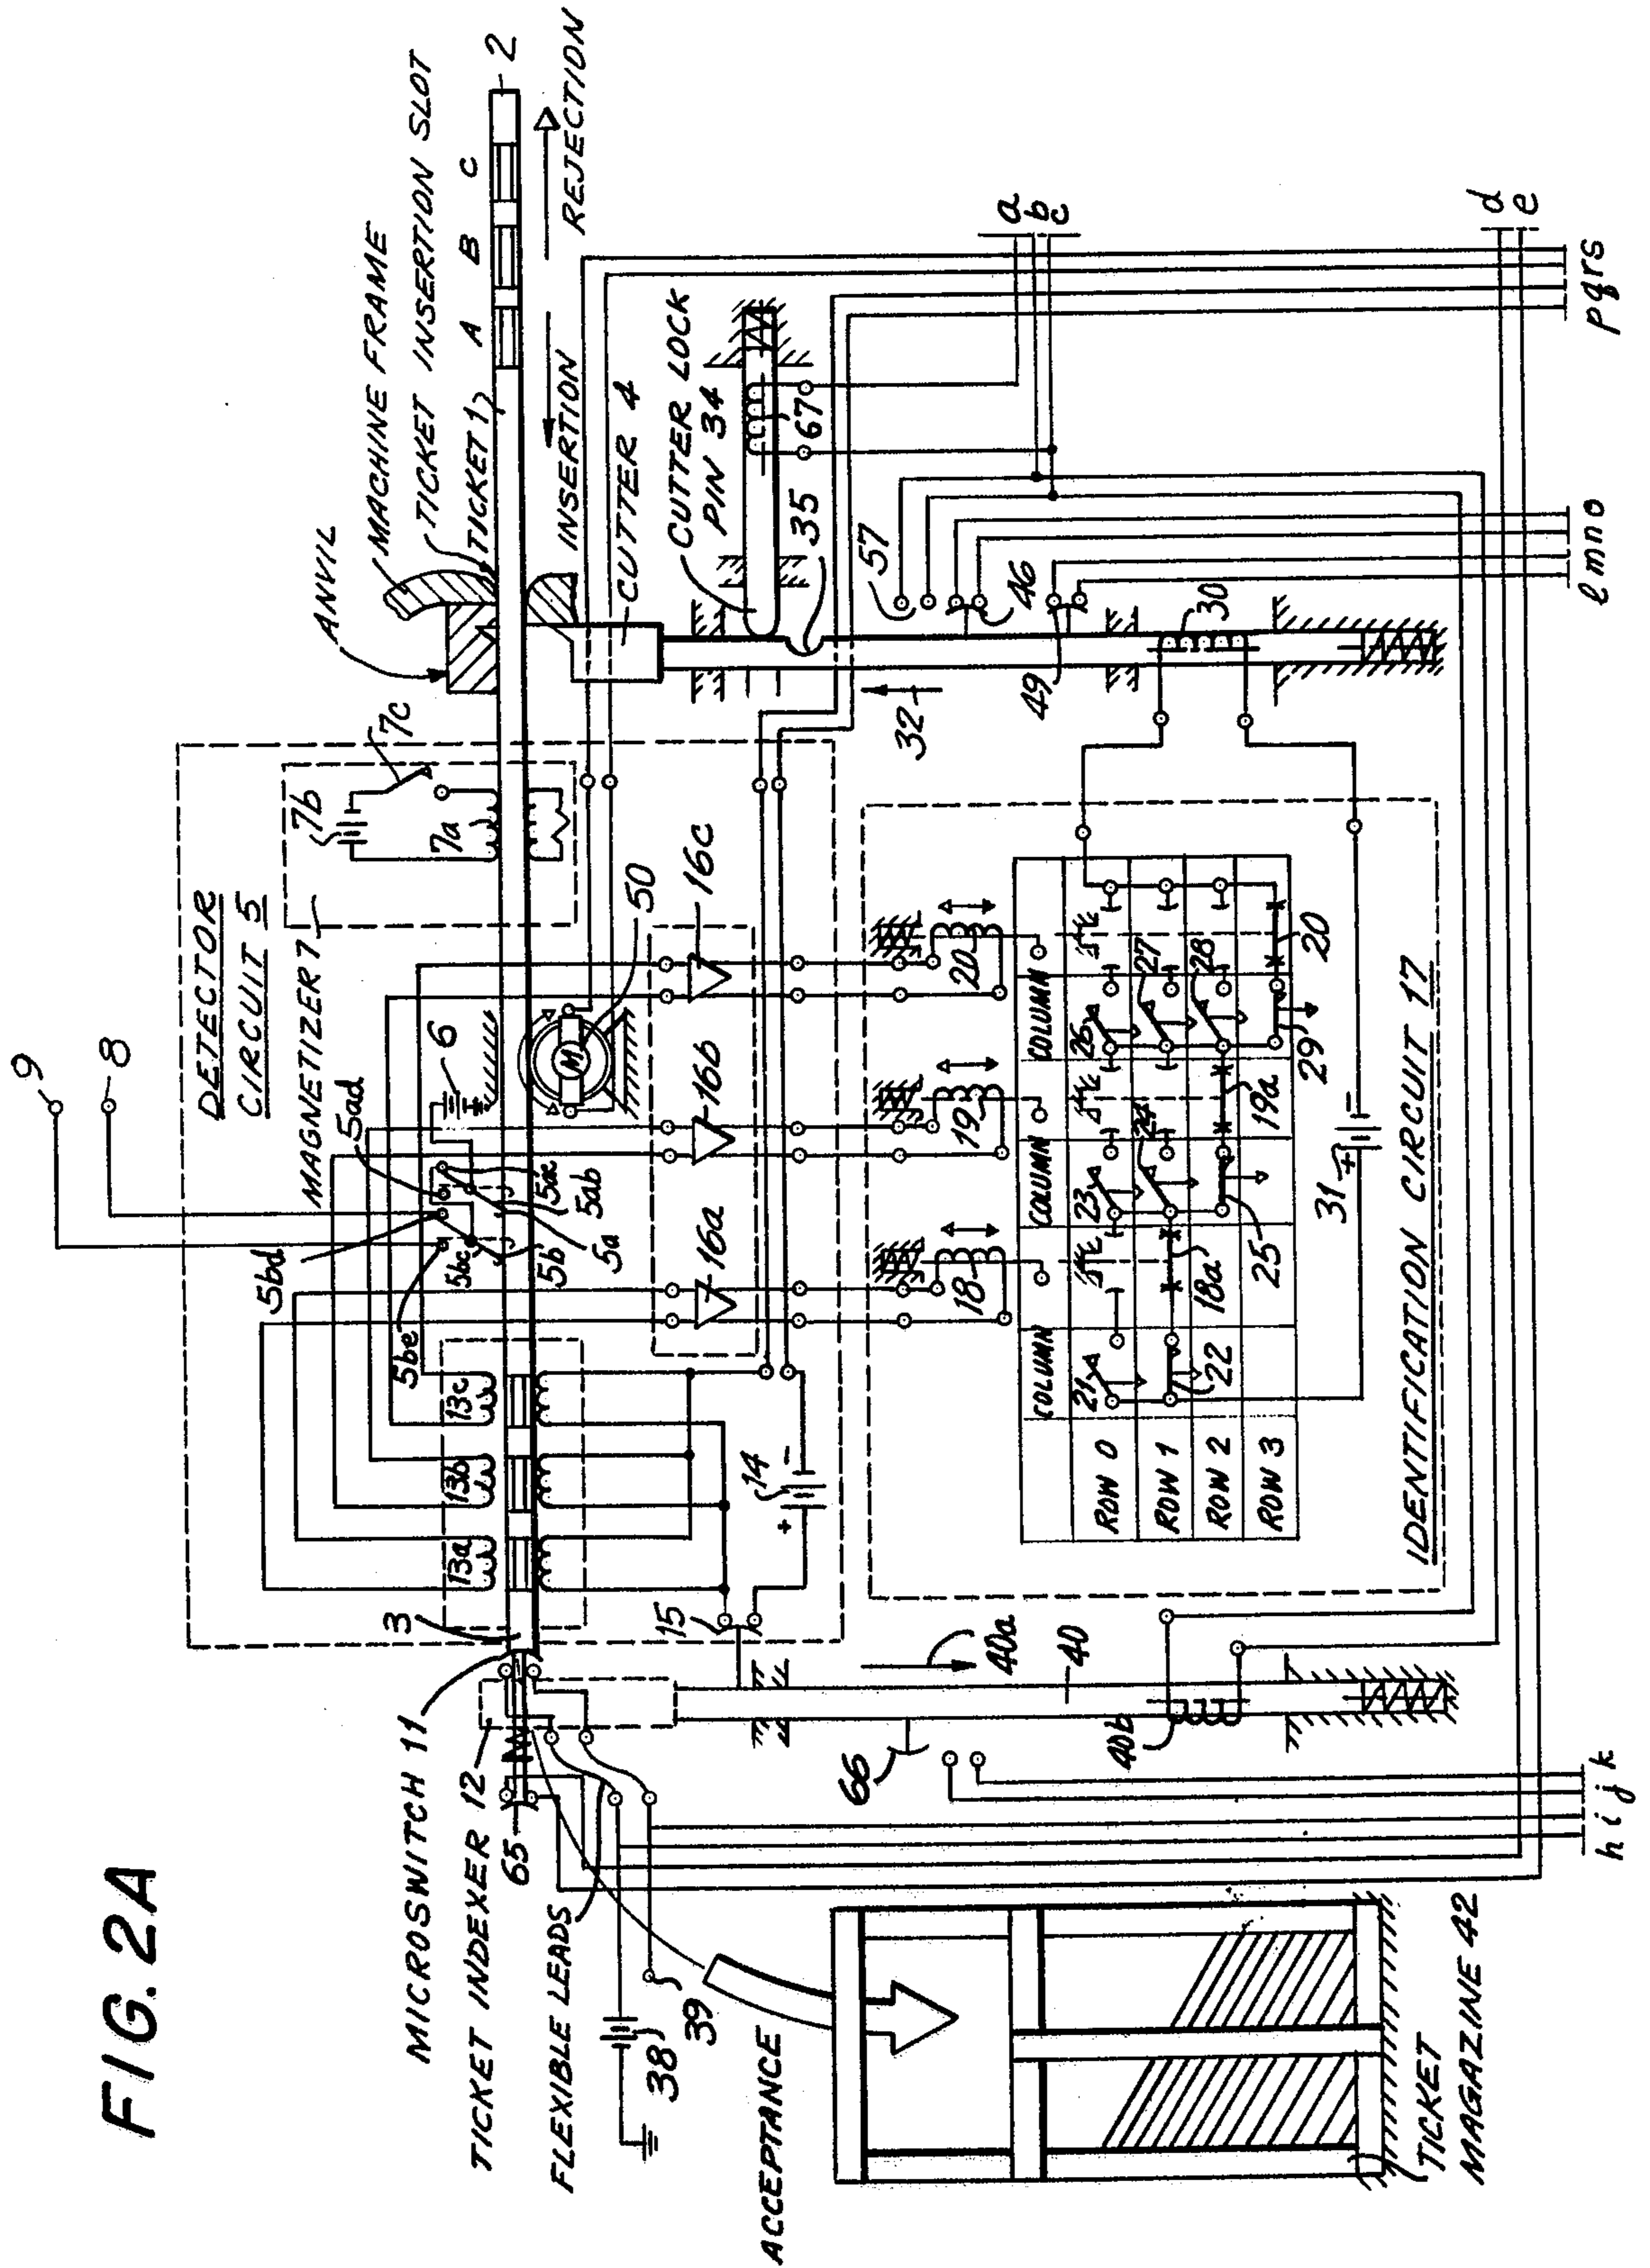 FIG. 2A
MACHINE FRAME
TICKET INSERTION SLOT
TICKET 1
ANVIL
A B C 2
INSERTION
REJECTION
CUTTER 4
CUTTER LOCK
PIN 34
67
35
57
46
49
30
32
a
b
c
d
e
p q r s
l m n o
h i j k
9
8
DETECTOR
CIRCUIT 5
MAGNETIZER 7
7b
7c
7a
6
5ad
5bd
5be
5bc
5b
5a
5ab
5ac
50
M
16a
16b
16c
13a
13b
13c
3
14
+
-
15
MICROSWITCH 11
TICKET INDEXER 12
65
FLEXIBLE LEADS
38
39
66
40a
40
40b
18
19
20
COLUMN
COLUMN
COLUMN
ROW 0
21
23
26
ROW 1
22
18a
24
27
ROW 2
25
19a
28
ROW 3
29
20
31
+
-
IDENTIFICATION CIRCUIT 17
ACCEPTANCE
TICKET
MAGAZINE 42